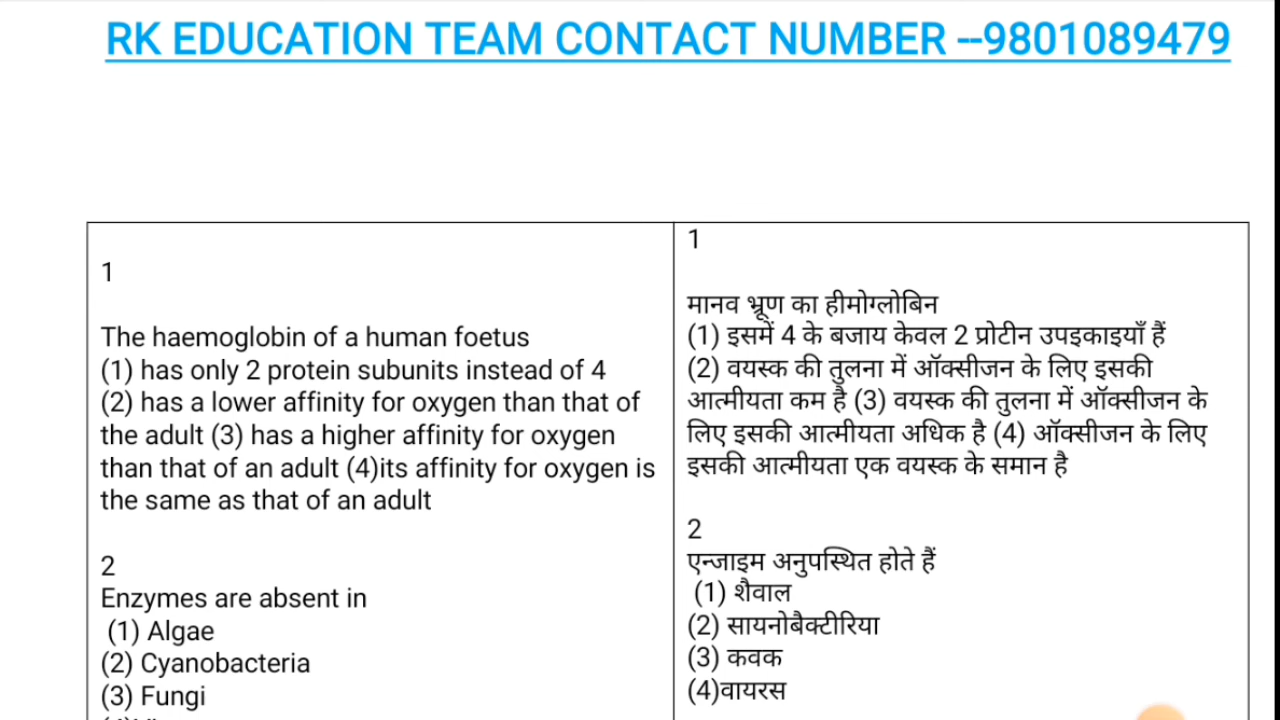 RK EDUCATION TEAM CONTACT NUMBER --9801089479
1
The haemoglobin of a human foetus
(1) has only 2 protein subunits instead of 4
(2) has a lower affinity for oxygen than that of
the adult (3) has a higher affinity for oxygen
than that of an adult (4)its affinity for oxygen is
the same as that of an adult
2
Enzymes are absent in
(1) Algae
(2) Cyanobacteria
(3) Fungi
1
मानव भ्रूण का हीमोग्लोबिन
(1) इसमें 4 के बजाय केवल 2 प्रोटीन उपइकाइयाँ हैं
(2) वयस्क की तुलना में ऑक्सीजन के लिए इसकी
आत्मीयता कम है (3) वयस्क की तुलना में ऑक्सीजन के
लिए इसकी आत्मीयता अधिक है (4) ऑक्सीजन के लिए
इसकी आत्मीयता एक वयस्क के समान है
2
एन्जाइम अनुपस्थित होते हैं
(1) शैवाल
(2) सायनोबैक्टीरिया
(3) कवक
(4)वायरस